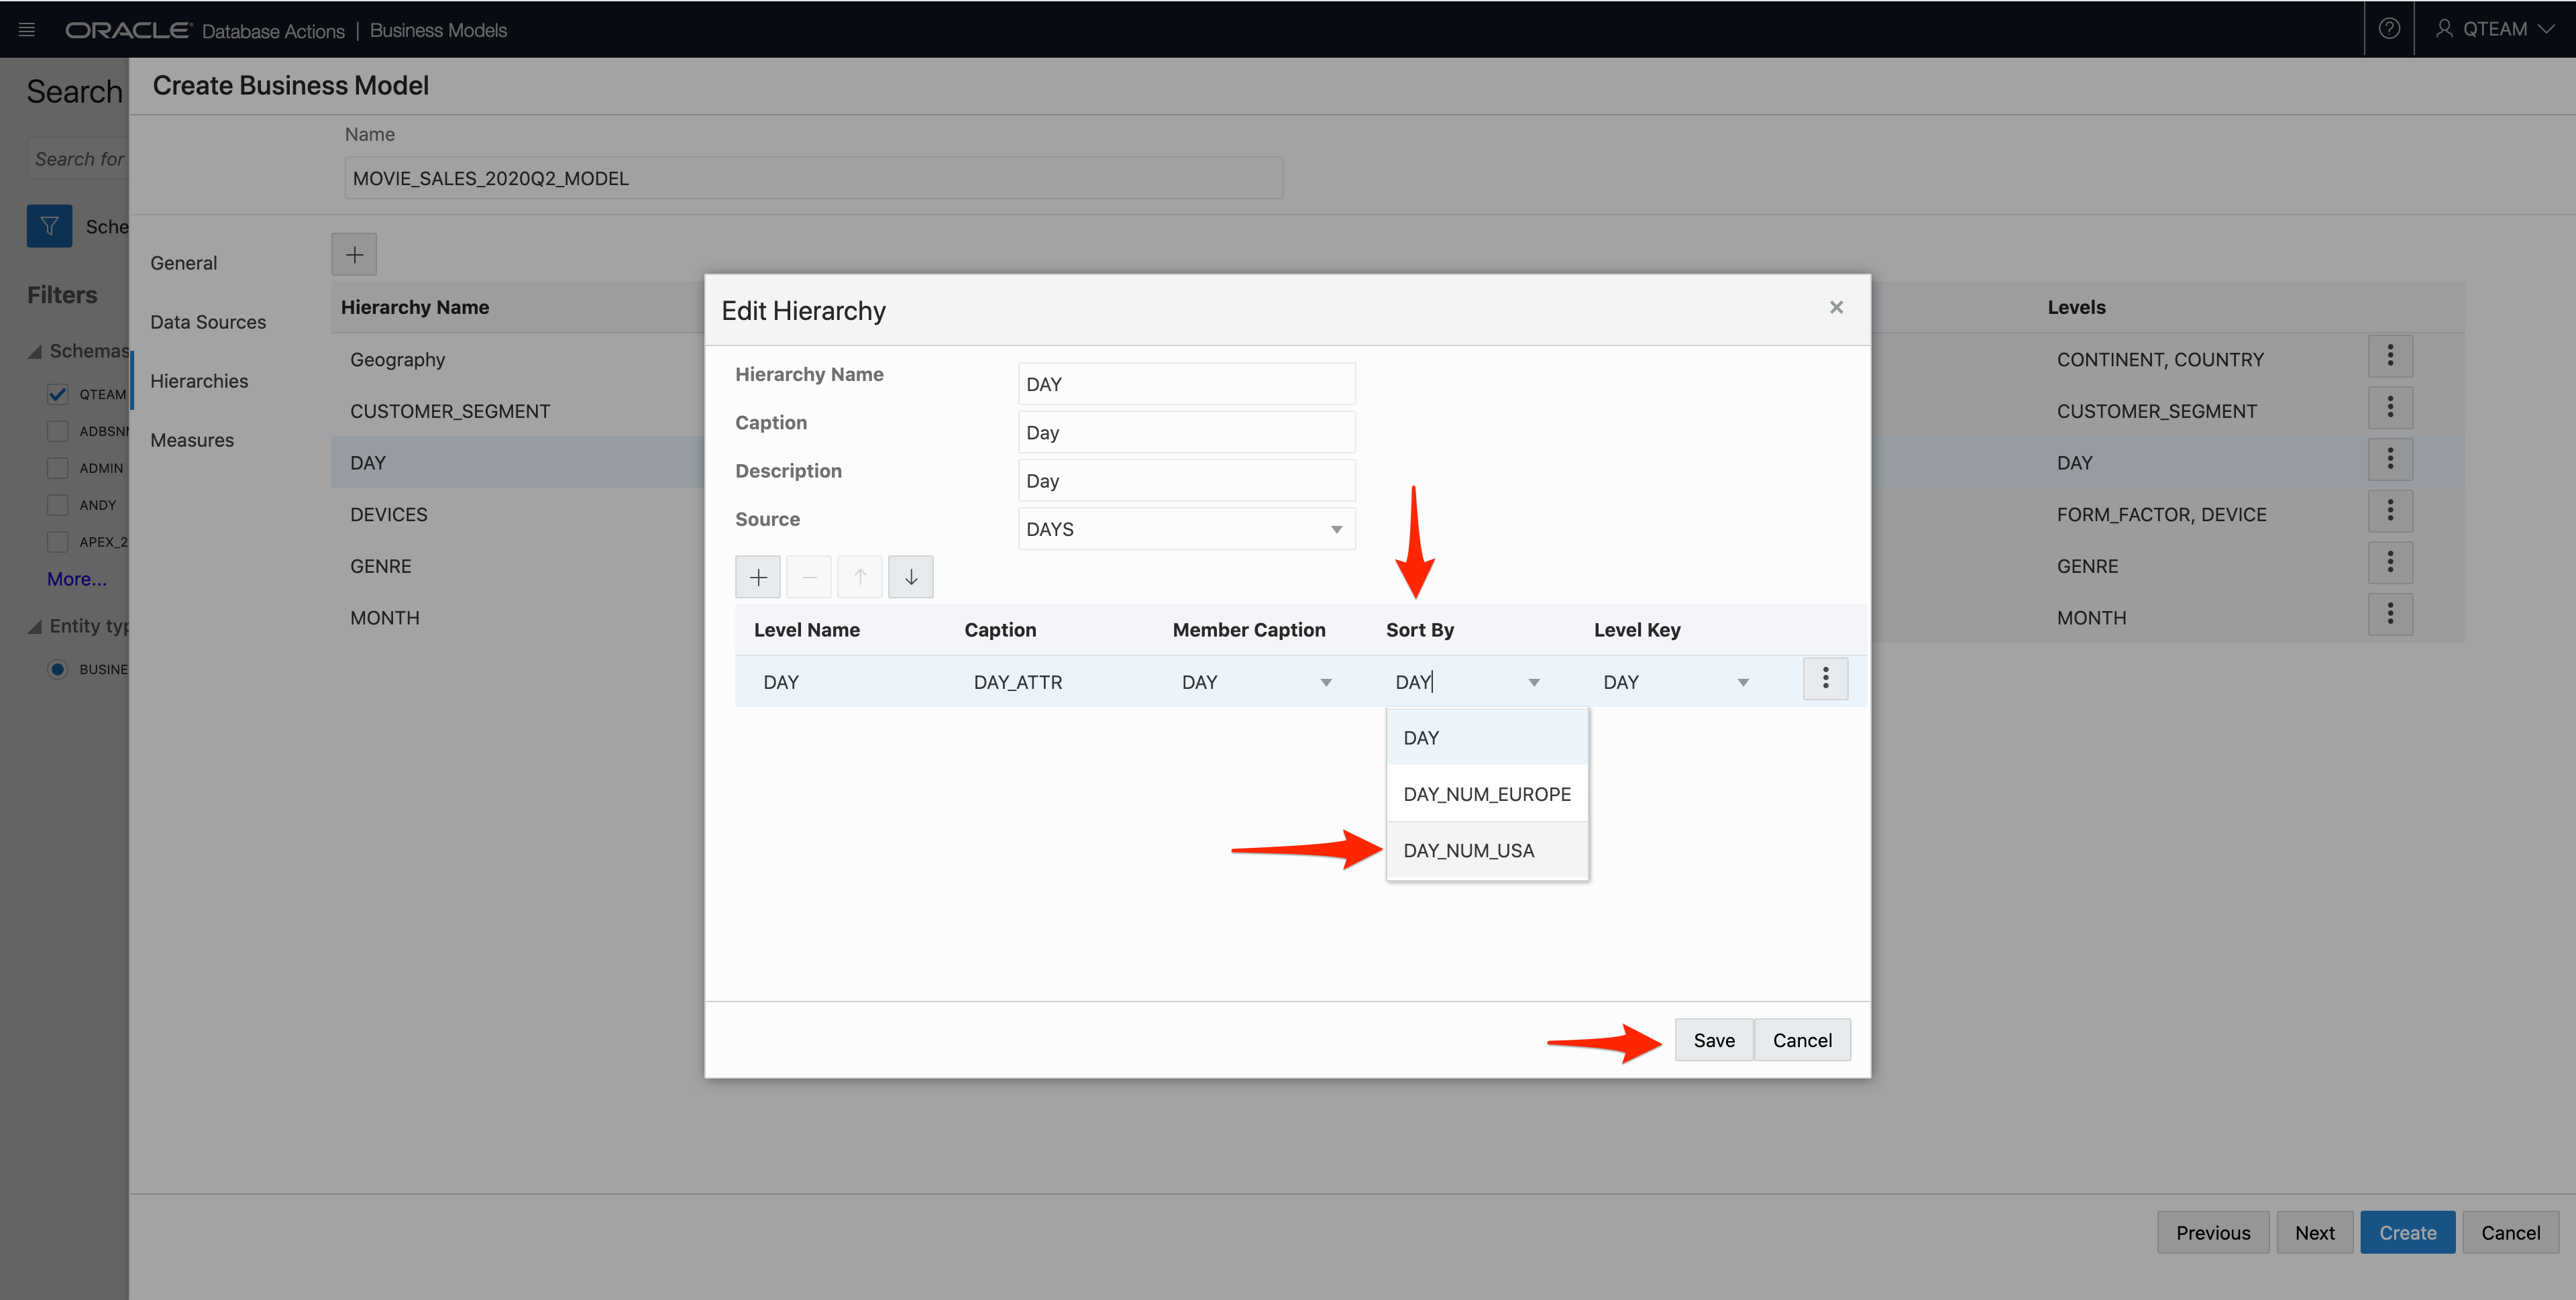 ORACLE Database Actions | Business Models
QTEAM
Search
Create Business Model
Name
Search for
MOVIE_SALES_2020Q2_MODEL
Sche
General
Data Sources
Hierarchies
Measures
Filters
Schemas
QTEAM
ADBSN
ADMIN
ANDY
APEX_2
More...
Entity typ
BUSINE
Hierarchy Name Levels
Geography CONTINENT, COUNTRY
CUSTOMER_SEGMENT CUSTOMER_SEGMENT
DAY DAY
DEVICES FORM_FACTOR, DEVICE
GENRE GENRE
MONTH MONTH
Edit Hierarchy
Hierarchy Name DAY
Caption Day
Description Day
Source DAYS
Level Name Caption Member Caption Sort By Level Key
DAY DAY_ATTR DAY DAY DAY
DAY
DAY_NUM_EUROPE
DAY_NUM_USA
Save Cancel
Previous Next Create Cancel